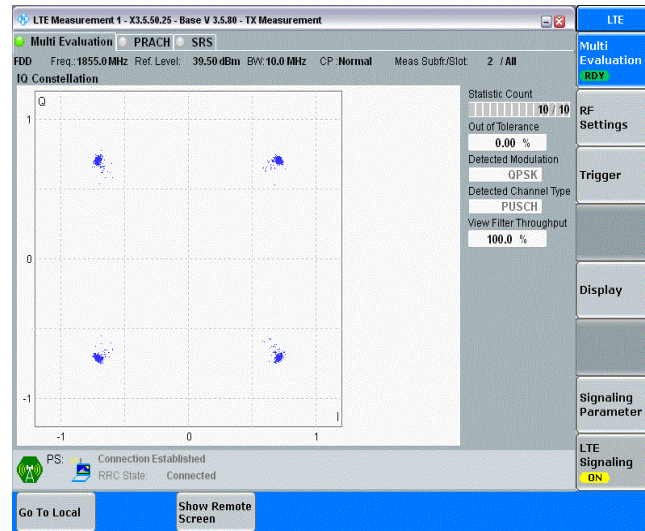 LTE Measurement 1 - X3.5.50.25 - Base V 3.5.80 - TX Measurement
LTE
Multi Evaluation PRACH SRS
FDD Freq.: 1855.0 MHz Ref. Level: 39.50 dBm BW: 10.0 MHz CP : Normal Meas Subfr/Slot: 2 / All
IQ Constellation
Q
1
0
-1
-1 0 1
I
Statistic Count
10 / 10
Out of Tolerance
0.00 %
Detected Modulation
QPSK
Detected Channel Type
PUSCH
View Filter Throughput
100.0 %
Multi
Evaluation
RDY
RF
Settings
Trigger
Display
Signaling
Parameter
LTE
Signaling
ON
PS: Connection Established
RRC State: Connected
Go To Local
Show Remote
Screen